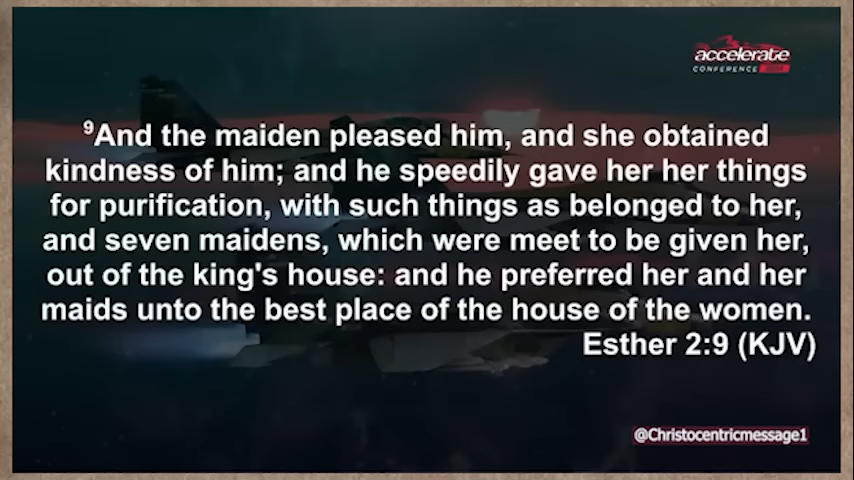 accelerate
CONFERENCE
9And the maiden pleased him, and she obtained
kindness of him; and he speedily gave her her things
for purification, with such things as belonged to her,
and seven maidens, which were meet to be given her,
out of the king's house: and he preferred her and her
maids unto the best place of the house of the women.
Esther 2:9 (KJV)
@Christocentricmessage1